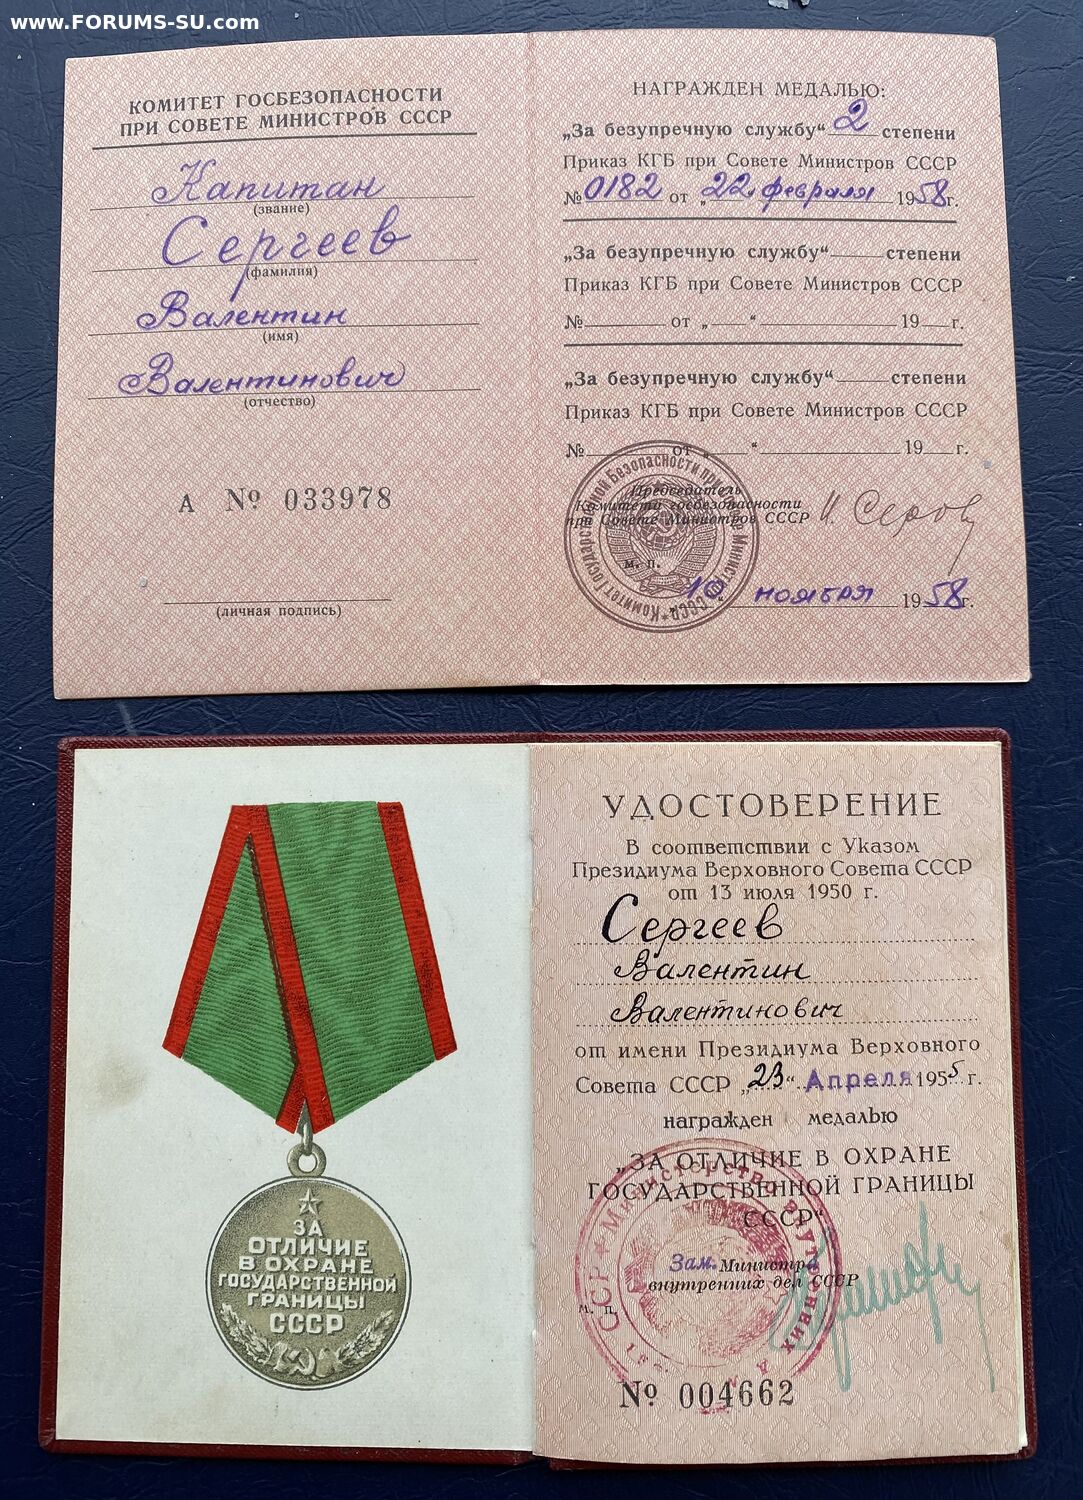 www.FORUMS-SU.com
КОМИТЕТ ГОСБЕЗОПАСНОСТИ
ПРИ СОВЕТЕ МИНИСТРОВ СССР
Капитан
(звание)
Сергеев
(фамилия)
Валентин
(имя)
Валентинович
(отчество)
А № 033978
(личная подпись)
НАГРАЖДЕН МЕДАЛЬЮ:
„За безупречную службу“ 2 степени
Приказ КГБ при Совете Министров СССР
№ 0182 от „22 февраля 1958г.
„За безупречную службу“ степени
Приказ КГБ при Совете Министров СССР
№ от „ “ 19 г.
„За безупречную службу“ степени
Приказ КГБ при Совете Министров СССР
№ от „ “ 19 г.
Председатель
Комитета госбезопасности
при Совете Министров СССР И Серов
м. п.
10 ноября 1958г.
ЗА
ОТЛИЧИЕ
В ОХРАНЕ
ГОСУДАРСТВЕННОЙ
ГРАНИЦЫ
СССР
УДОСТОВЕРЕНИЕ
В соответствии с Указом
Президиума Верховного Совета СССР
от 13 июля 1950 г.
Сергеев
Валентин
Валентинович
от имени Президиума Верховного
Совета СССР „23“ Апреля 1955 г.
награжден медалью
„ЗА ОТЛИЧИЕ В ОХРАНЕ
ГОСУДАРСТВЕННОЙ ГРАНИЦЫ
СССР“
Зам. Министра
внутренних дел СССР
м. п.
№ 004662